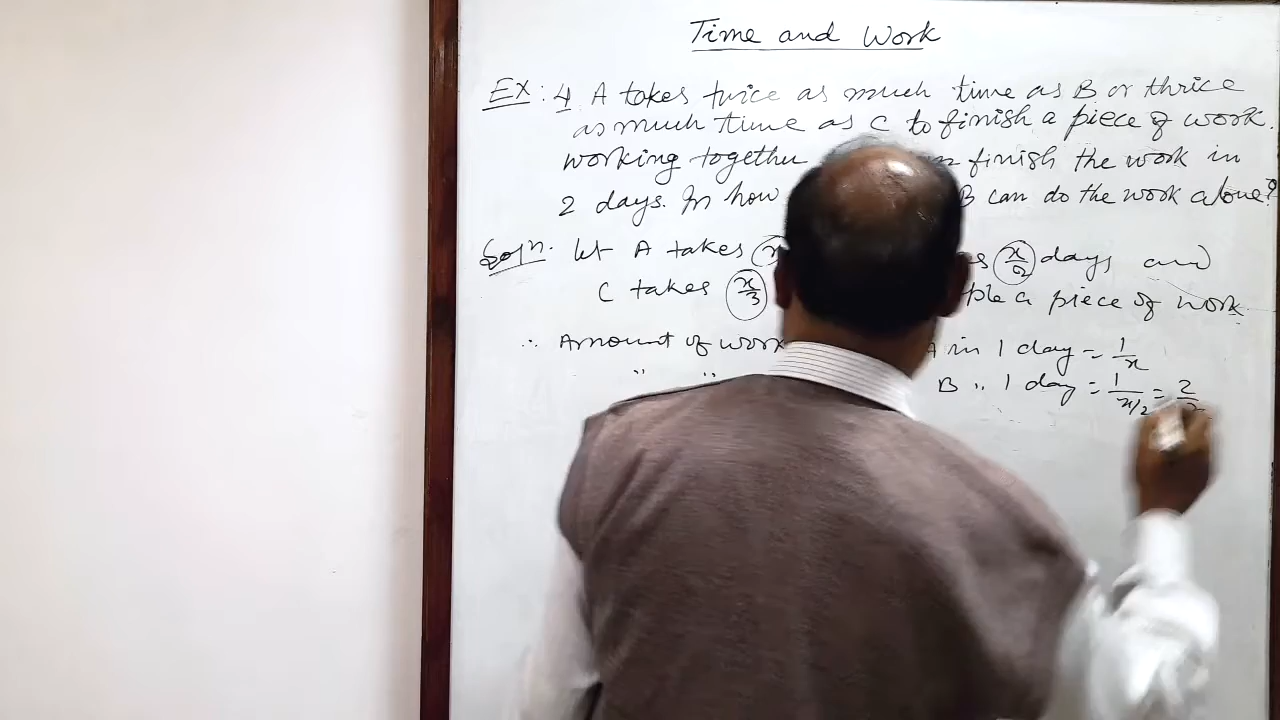 Time and Work
Ex: 4 A takes twice as much time as B or thrice
as much time as C to finish a piece of work.
working together finish the work in
2 days. In how B can do the work alone?
Soln. let A takes x/2 days and
C takes x/3 a piece of work
∴ Amount of work A in 1 day = 1/x
" " B " 1 day = 1/x/2 = 2/x